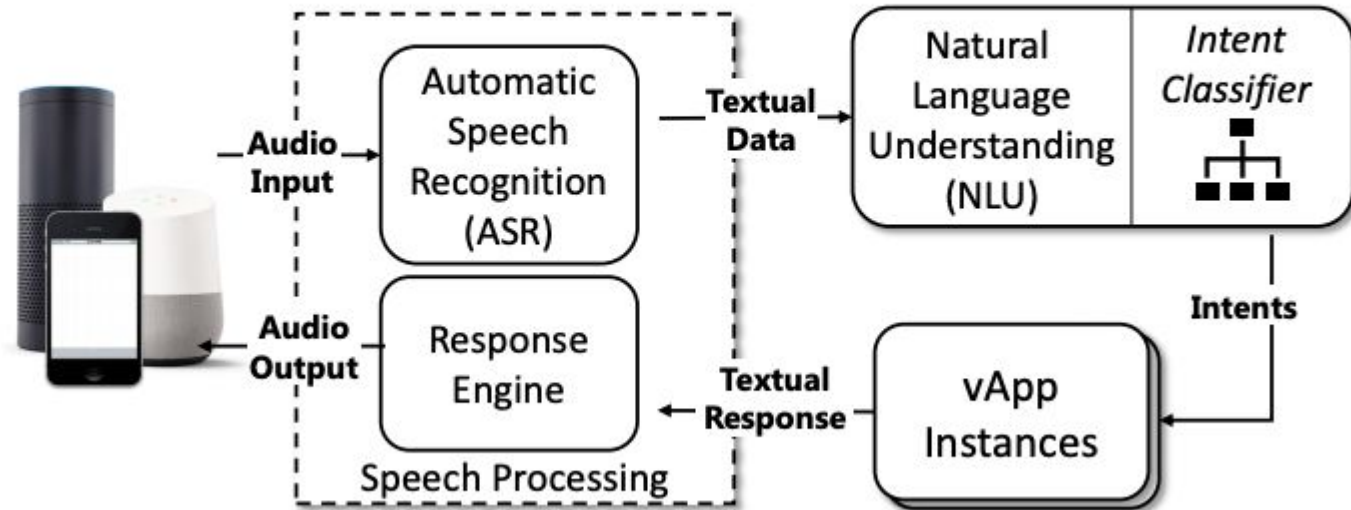 Audio
Input
Automatic
Speech
Recognition
(ASR)
Textual
Data
Natural
Language
Understanding
(NLU)
Intent
Classifier
Intents
vApp
Instances
Textual
Response
Response
Engine
Audio
Output
Speech Processing